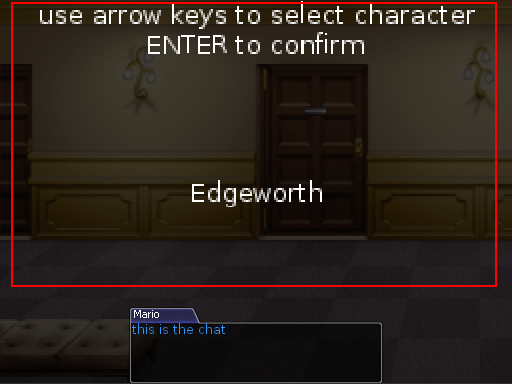 use arrow keys to select character
ENTER to confirm
Edgeworth
Mario
this is the chat